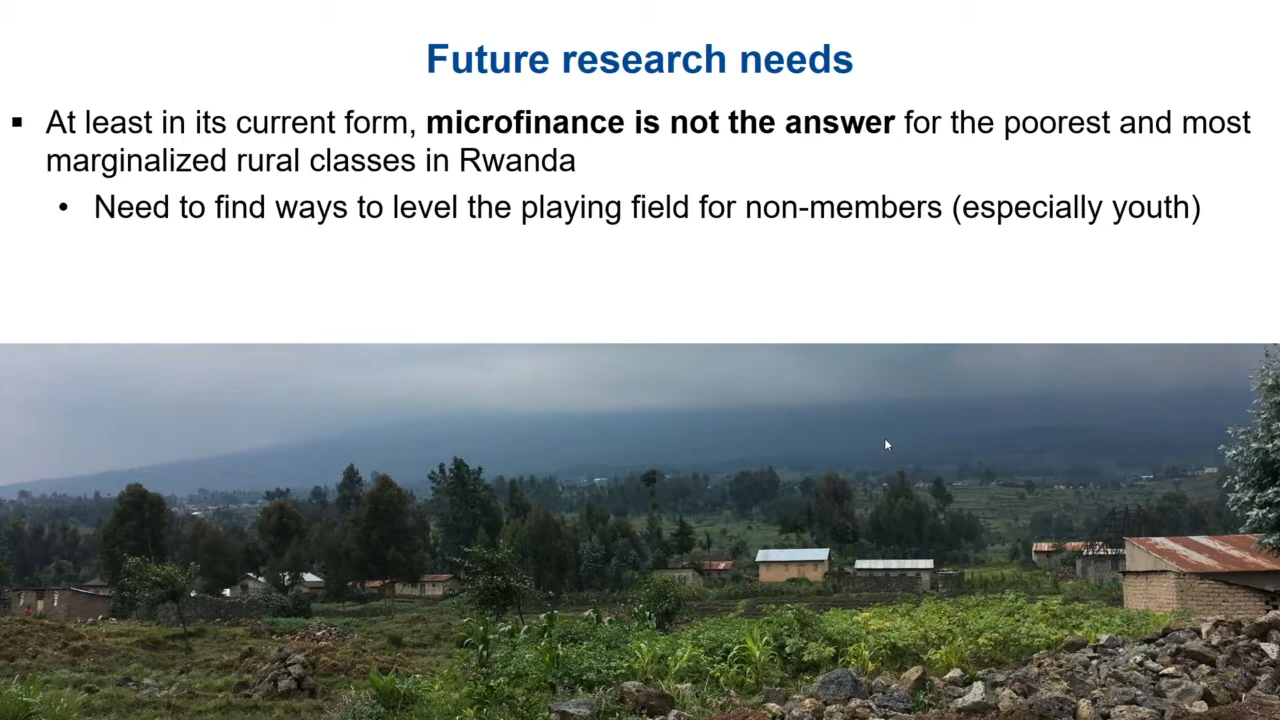 Future research needs
▪ At least in its current form, microfinance is not the answer for the poorest and most
marginalized rural classes in Rwanda
• Need to find ways to level the playing field for non-members (especially youth)